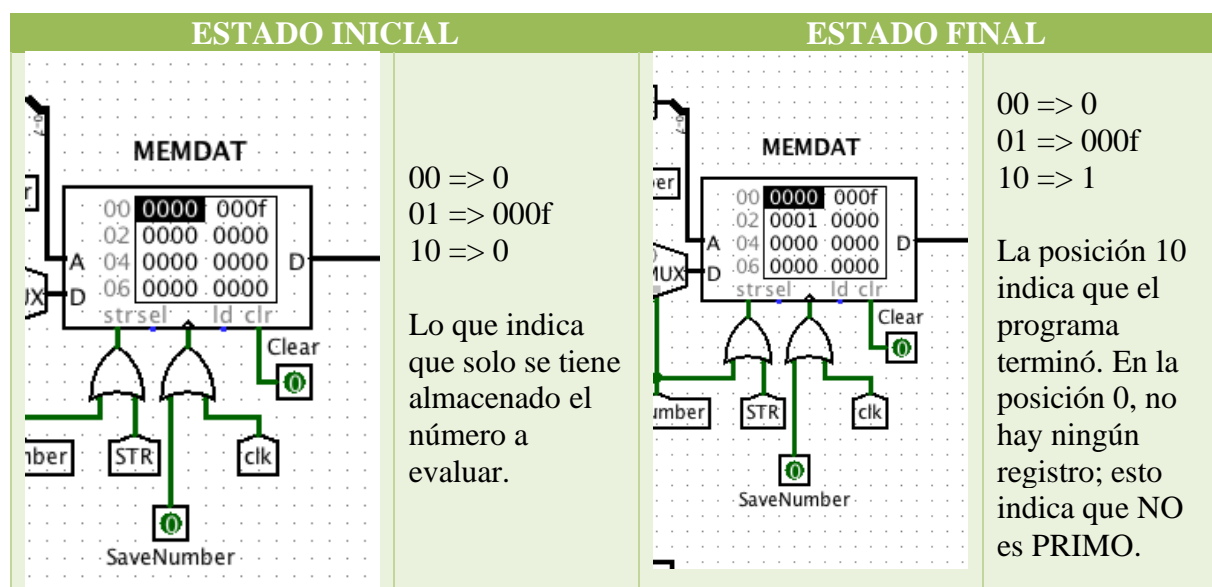 ESTADO INICIAL
ESTADO FINAL
0-7
MEMDAT
00 0000 000f
02 0000 0000
A 04 0000 0000 D
D 06 0000 0000
str sel ld clr
Clear
0
STR
clk
0
SaveNumber
00 => 0
01 => 000f
10 => 0
Lo que indica
que solo se tiene
almacenado el
número a
evaluar.
0-7
MEMDAT
00 0000 000f
02 0001 0000
A 04 0000 0000 D
D 06 0000 0000
str sel ld clr
Clear
0
STR
clk
0
SaveNumber
00 => 0
01 => 000f
10 => 1
La posición 10
indica que el
programa
terminó. En la
posición 0, no
hay ningún
registro; esto
indica que NO
es PRIMO.